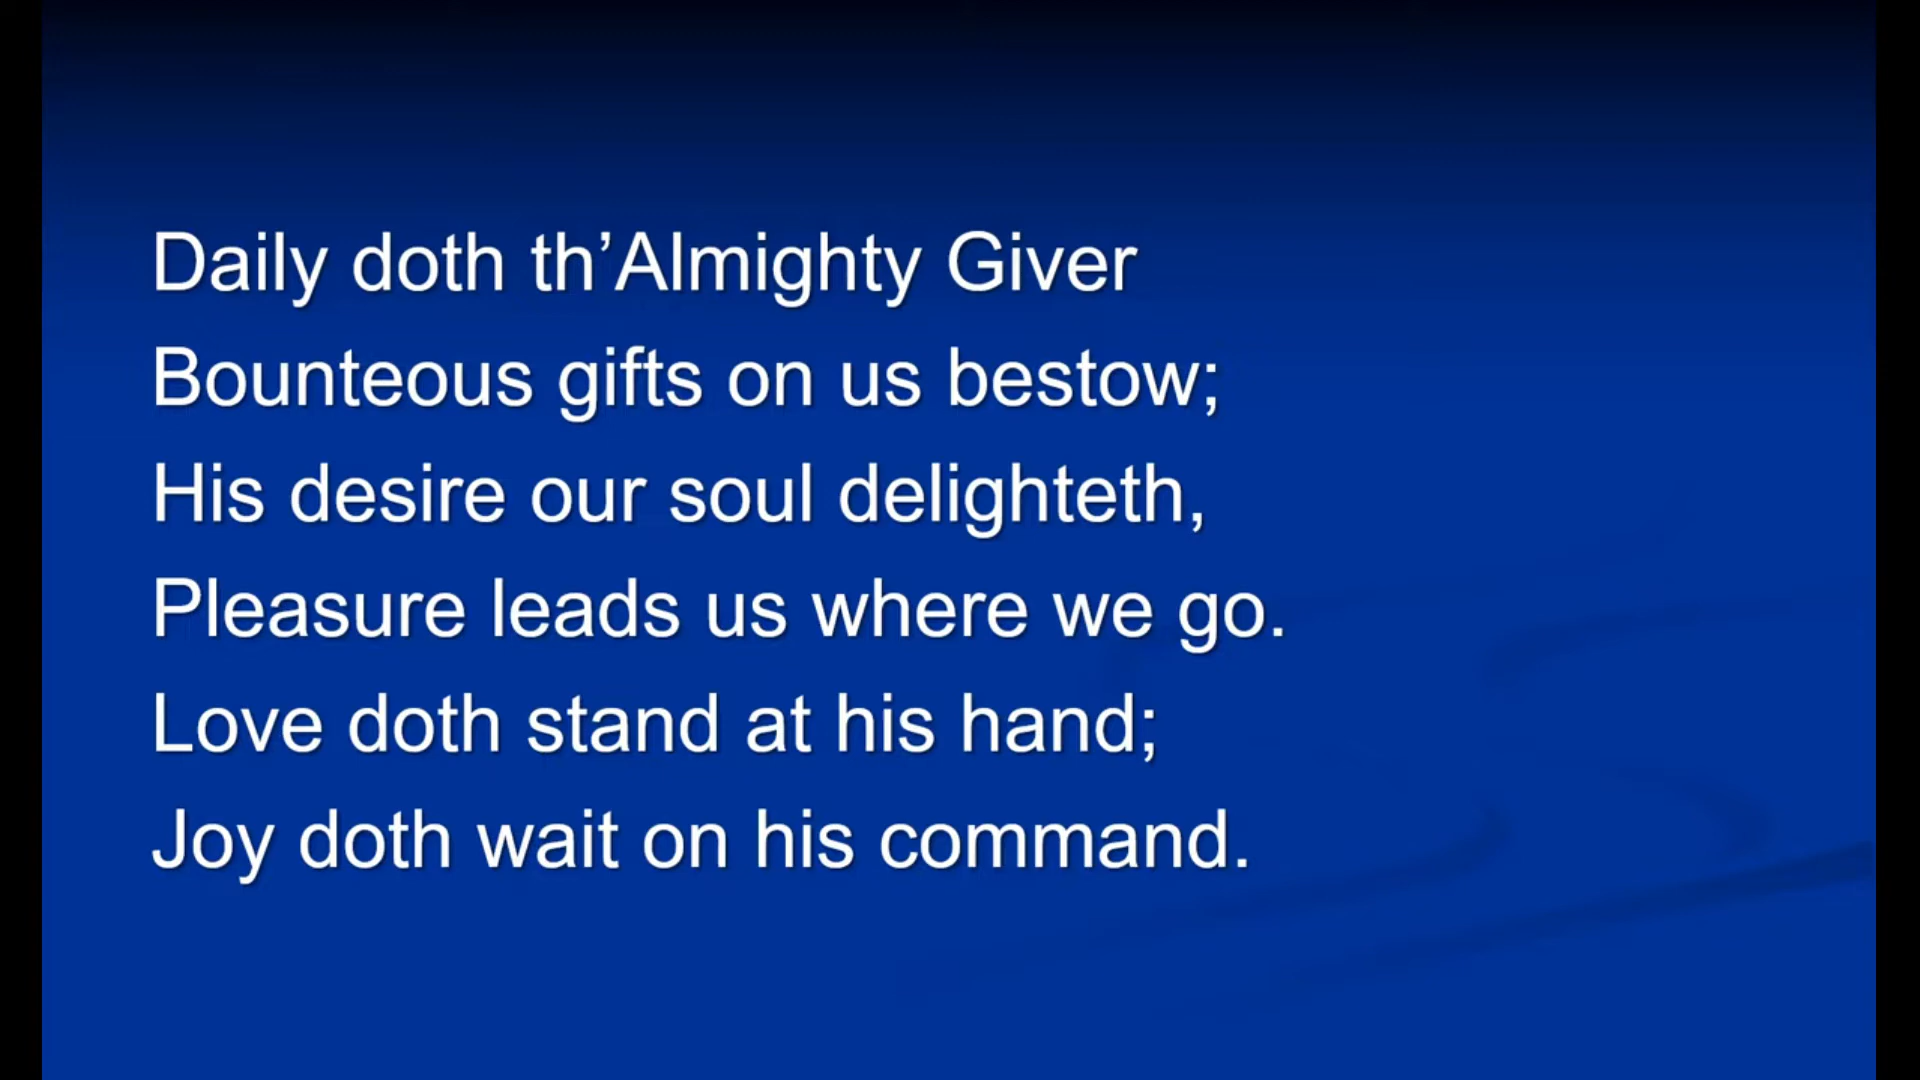 Daily doth th’Almighty Giver
Bounteous gifts on us bestow;
His desire our soul delighteth,
Pleasure leads us where we go.
Love doth stand at his hand;
Joy doth wait on his command.